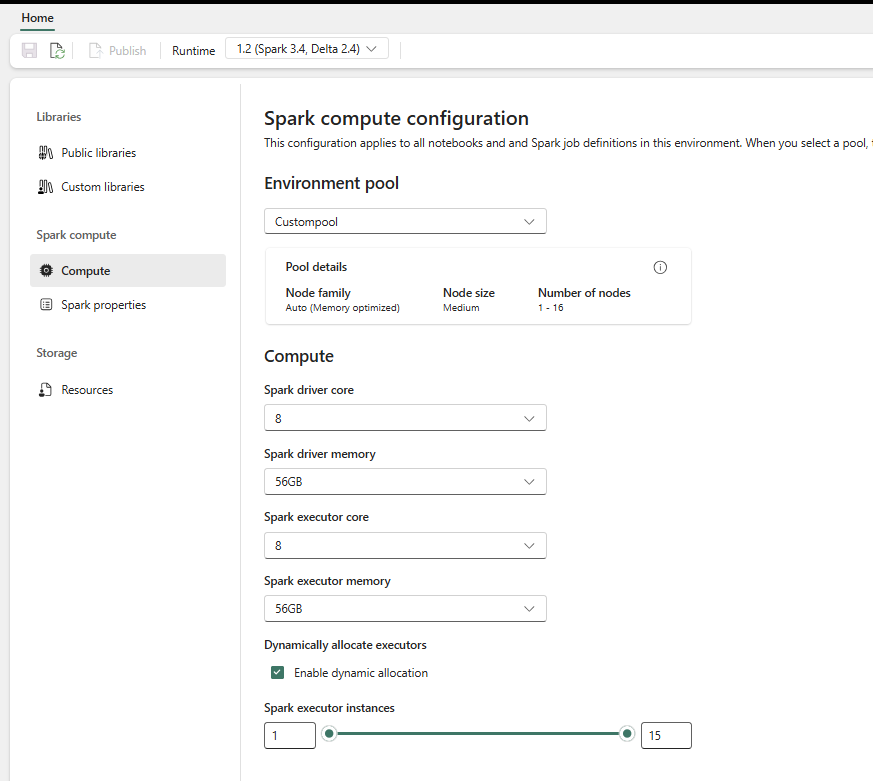 Home
Publish
Runtime
1.2 (Spark 3.4, Delta 2.4)
Libraries
Public libraries
Custom libraries
Spark compute
Compute
Spark properties
Storage
Resources
Spark compute configuration
This configuration applies to all notebooks and and Spark job definitions in this environment. When you select a pool,
Environment pool
Custompool
Pool details
Node family
Auto (Memory optimized)
Node size
Medium
Number of nodes
1 - 16
Compute
Spark driver core
8
Spark driver memory
56GB
Spark executor core
8
Spark executor memory
56GB
Dynamically allocate executors
Enable dynamic allocation
Spark executor instances
1
15